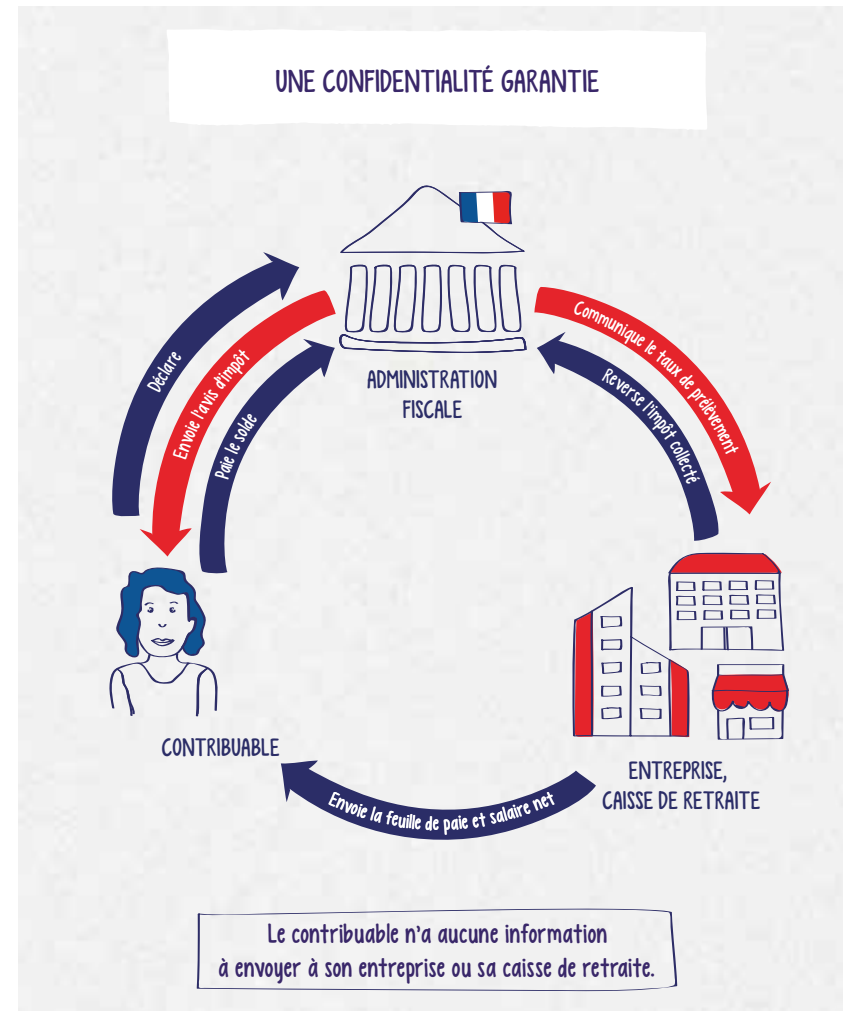 UNE CONFIDENTIALITÉ GARANTIE
Déclare
Envoie l'avis d'impôt
Paie le solde
ADMINISTRATION
FISCALE
Communique le taux de prélèvement
Reverse l'impôt collecté
CONTRIBUABLE
ENTREPRISE,
CAISSE DE RETRAITE
Envoie la feuille de paie et salaire net
Le contribuable n'a aucune information
à envoyer à son entreprise ou sa caisse de retraite.